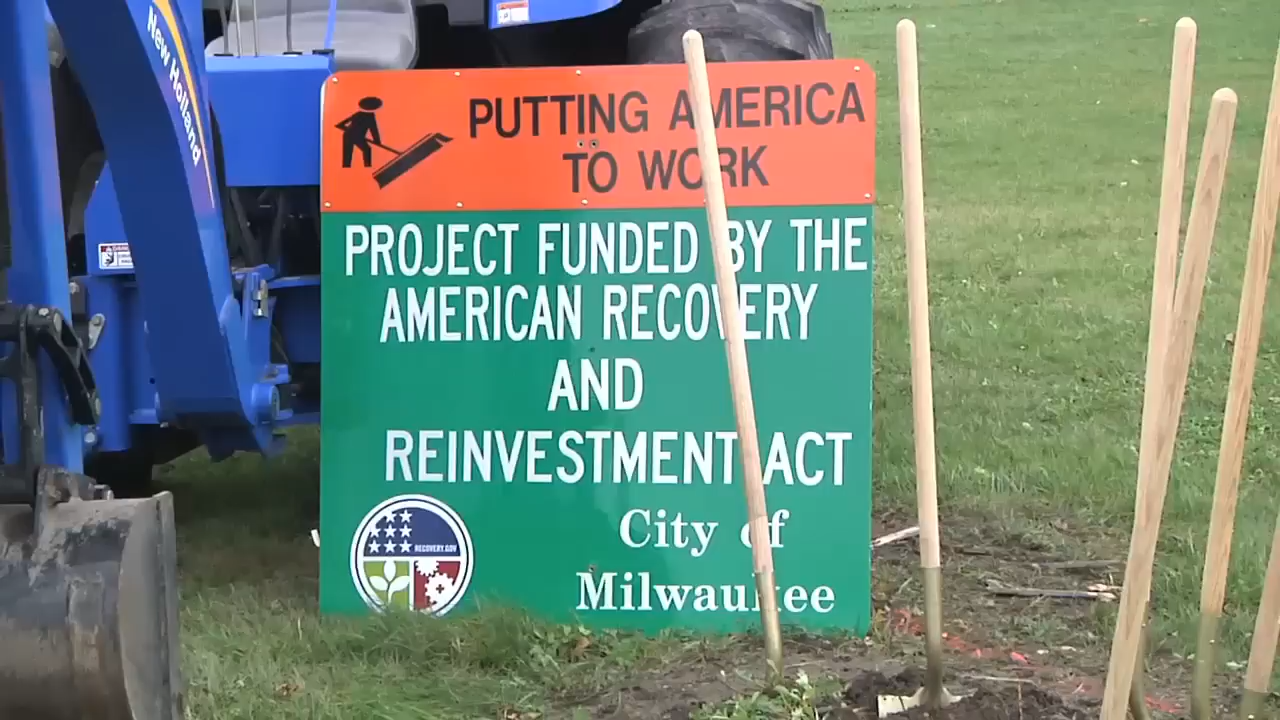 New Holland
PUTTING AMERICA
TO WORK
PROJECT FUNDED BY THE
AMERICAN RECOVERY
AND
REINVESTMENT ACT
RECOVERY.GOV
City of
Milwaukee